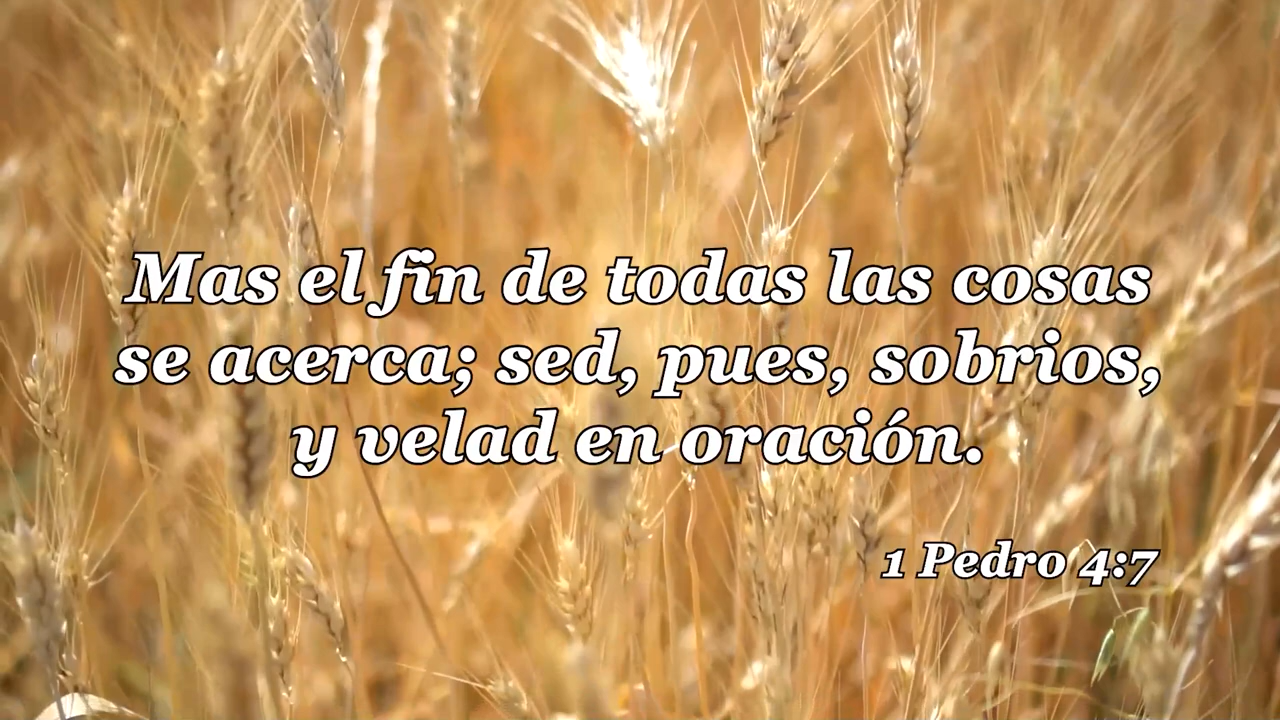 Mas el fin de todas las cosas
se acerca; sed, pues, sobrios,
y velad en oración.
1 Pedro 4:7